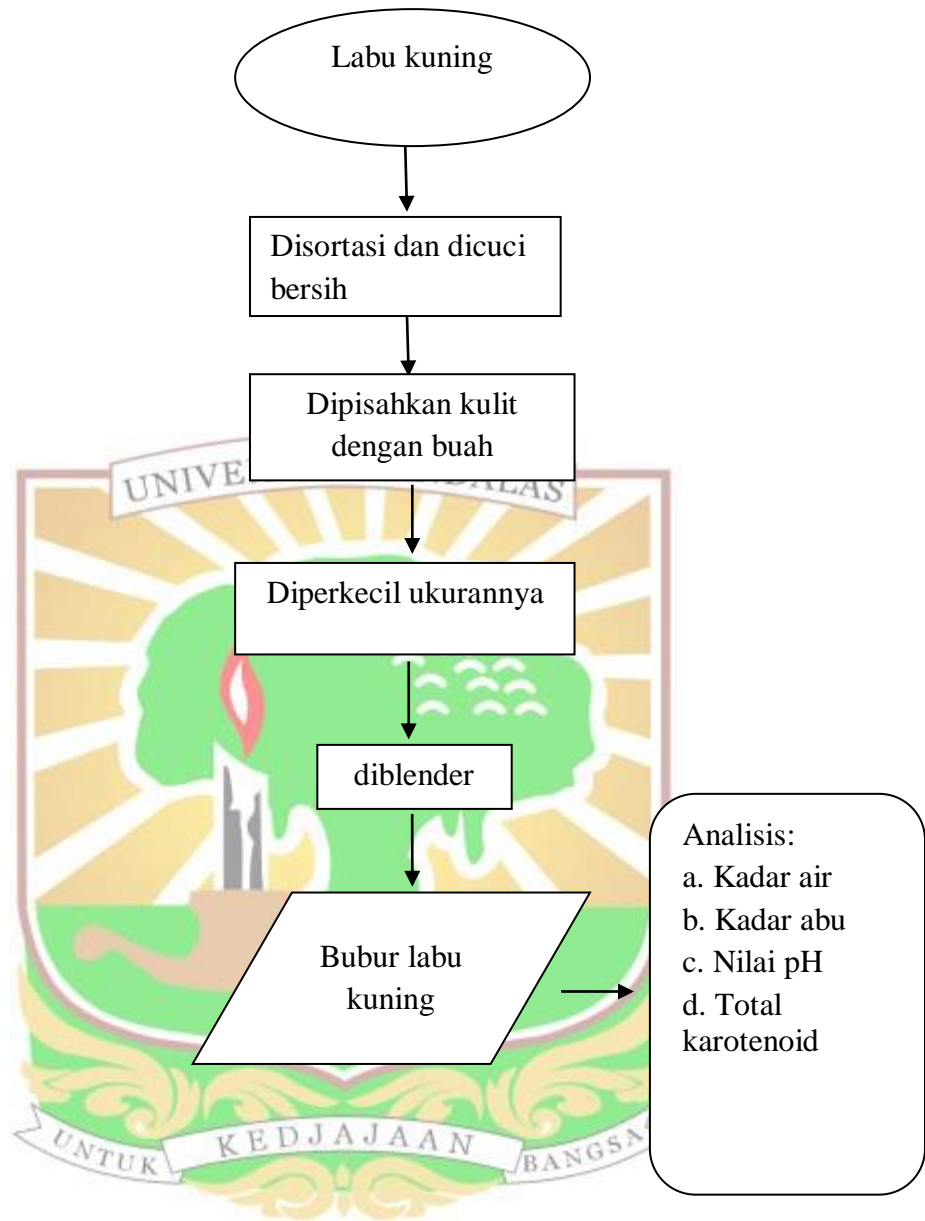 Labu kuning
Disortasi dan dicuci
bersih
Dipisahkan kulit
dengan buah
UNIVE DALAS
Diperkecil ukurannya
diblender
Analisis:
a. Kadar air
b. Kadar abu
c. Nilai pH
d. Total
karotenoid
Bubur labu
kuning
UNTUK KEDJAJAAN BANGSA